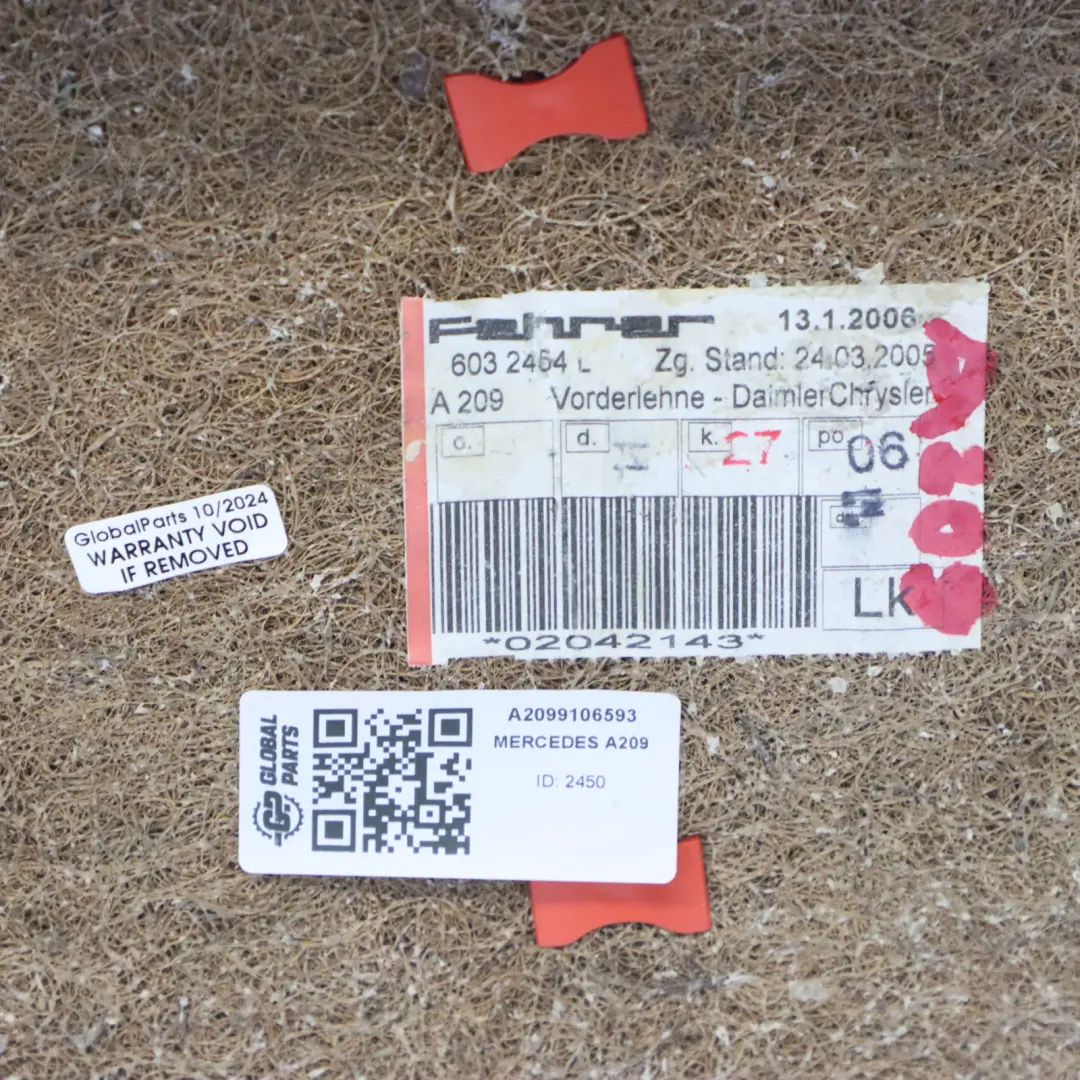 Fehrer 13.1.2006
603 2454 L Zg. Stand: 24.03.2005
A 209 Vorderlehne - DaimlerChrysler
c. d. k. 27 po 06
Lk
*02042143*
GlobalParts 10/2024
WARRANTY VOID
IF REMOVED
GLOBAL
PARTS
A2099106593
MERCEDES A209
ID: 2450